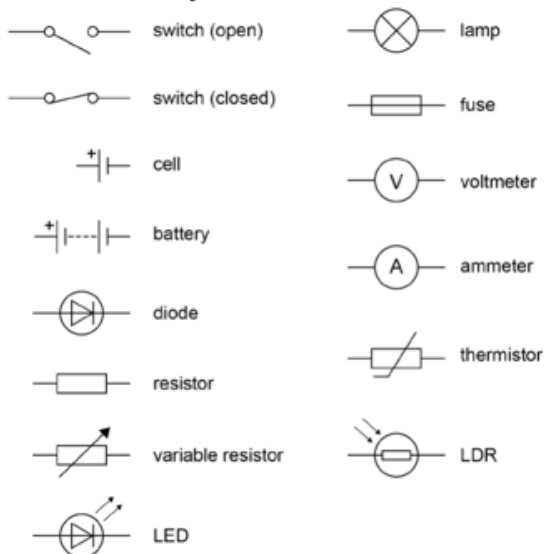 switch (open)
switch (closed)
+
cell
+
battery
diode
resistor
variable resistor
LED
lamp
fuse
V
voltmeter
A
ammeter
thermistor
LDR